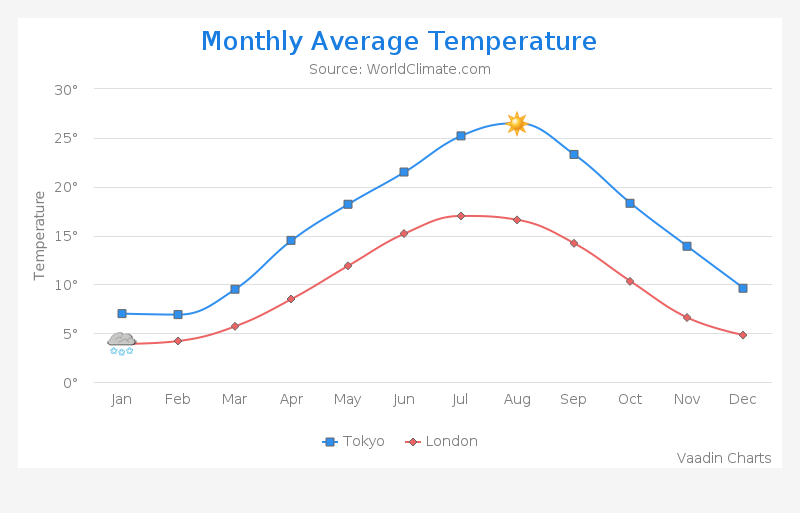 Monthly Average Temperature
Source: WorldClimate.com
Temperature
30°
25°
20°
15°
10°
5°
0°
Jan Feb Mar Apr May Jun Jul Aug Sep Oct Nov Dec
Tokyo London
Vaadin Charts